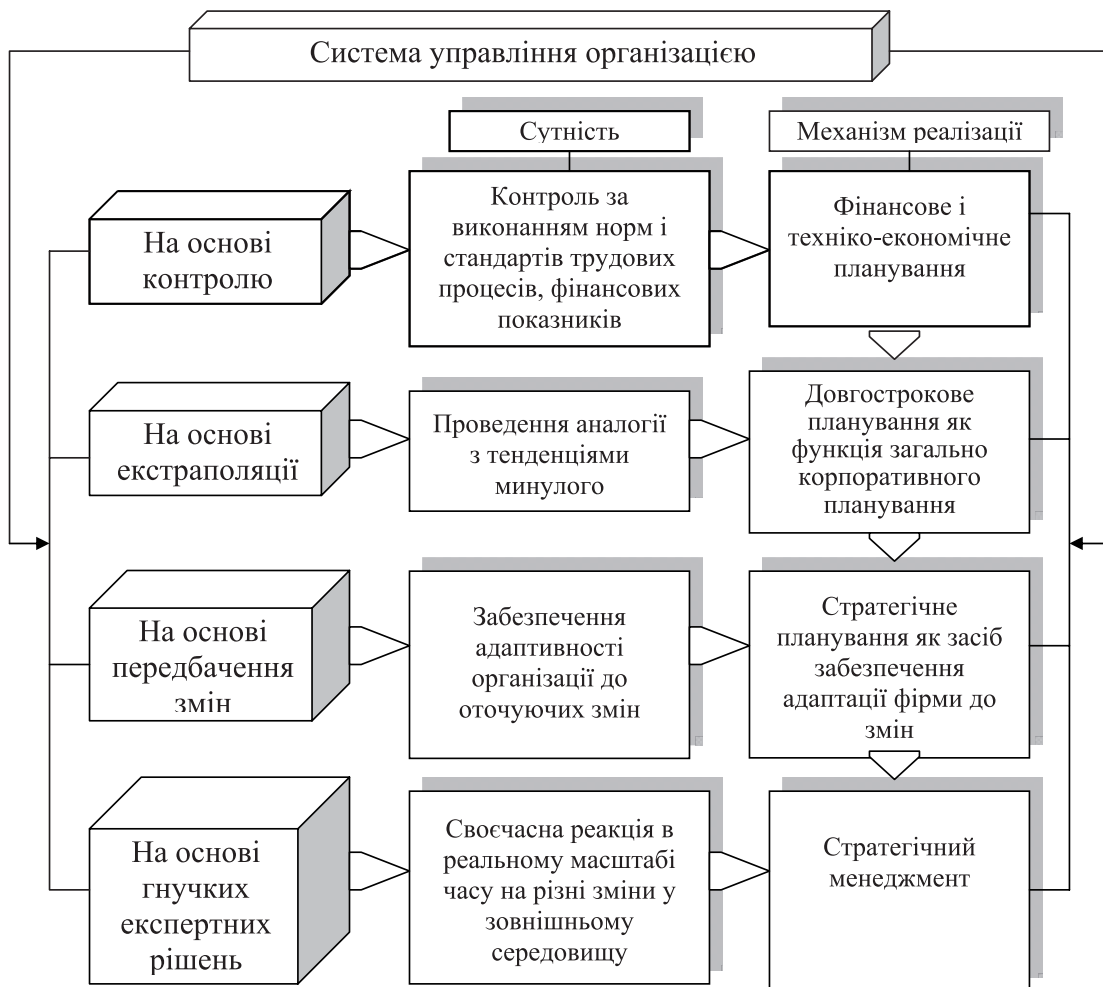 Система управління організацією
Сутність
Механізм реалізації
На основі
контролю
Контроль за
виконанням норм і
стандартів трудових
процесів, фінансових
показників
Фінансове і
техніко-економічне
планування
На основі
екстраполяції
Проведення аналогії
з тенденціями
минулого
Довгострокове
планування як
функція загально
корпоративного
планування
На основі
передбачення
змін
Забезпечення
адаптивності
організації до
оточуючих змін
Стратегічне
планування як засіб
забезпечення
адаптації фірми до
змін
На основі
гнучких
експертних
рішень
Своєчасна реакція в
реальному масштабі
часу на різні зміни у
зовнішньому
середовищу
Стратегічний
менеджмент